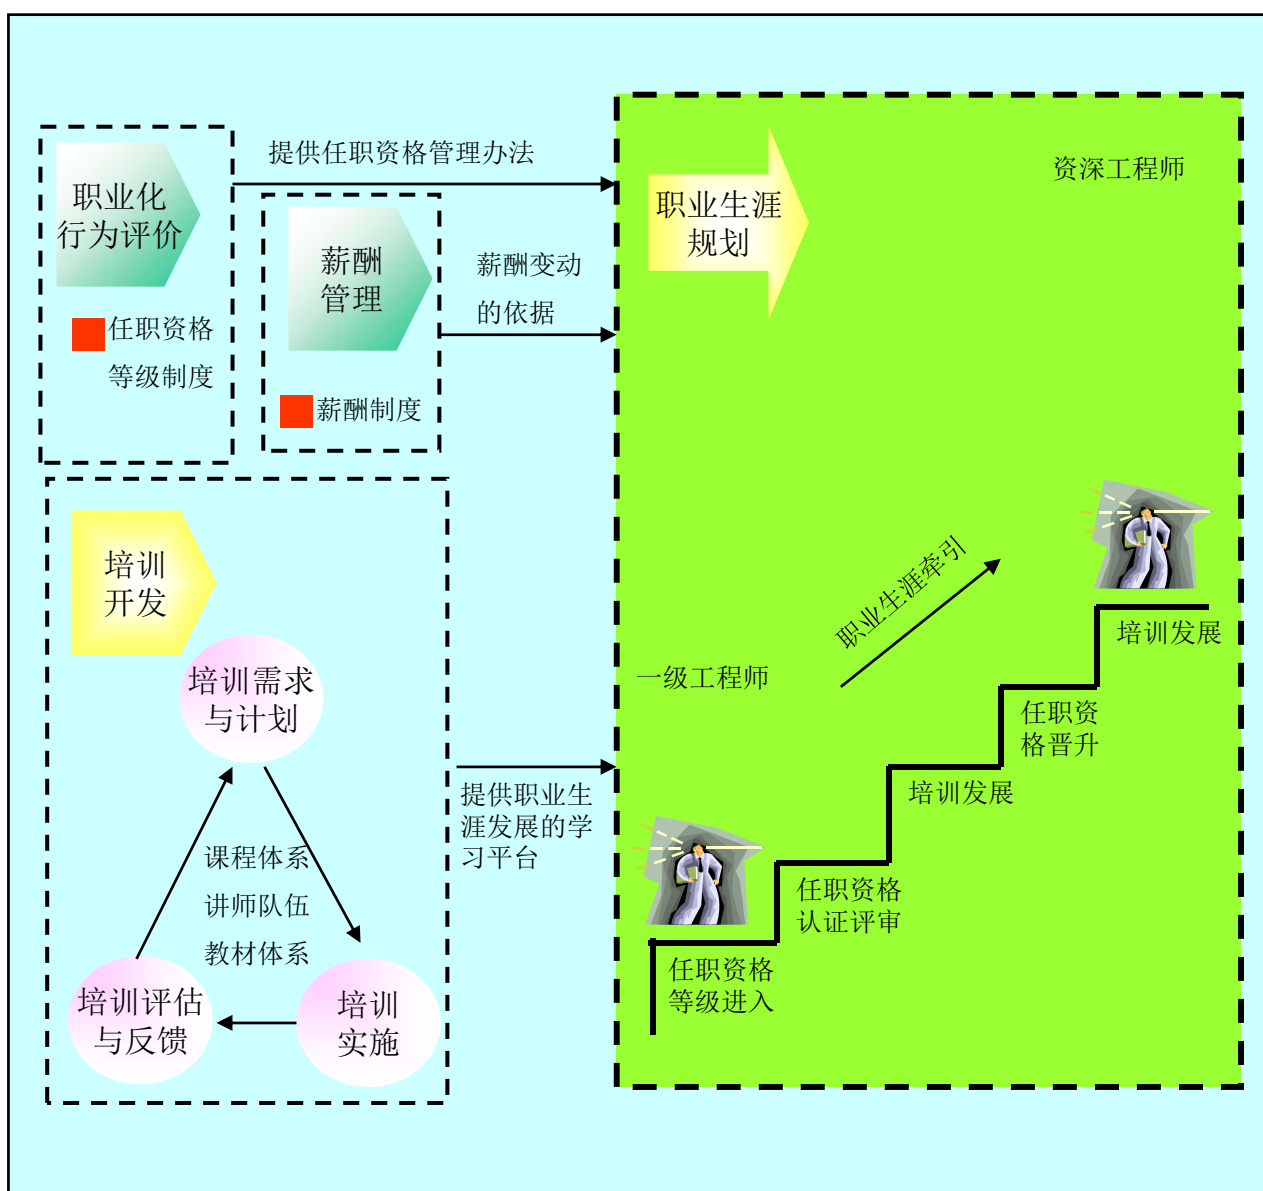 提供任职资格管理办法
职业化
行为评价
任职资格
等级制度
薪酬
管理
薪酬制度
薪酬变动
的依据
职业生涯
规划
资深工程师
培训
开发
培训需求
与计划
课程体系
讲师队伍
教材体系
培训评估
与反馈
培训
实施
提供职业生
涯发展的学
习平台
职业生涯牵引
一级工程师
培训发展
任职资
格晋升
培训发展
任职资格
认证评审
任职资格
等级进入